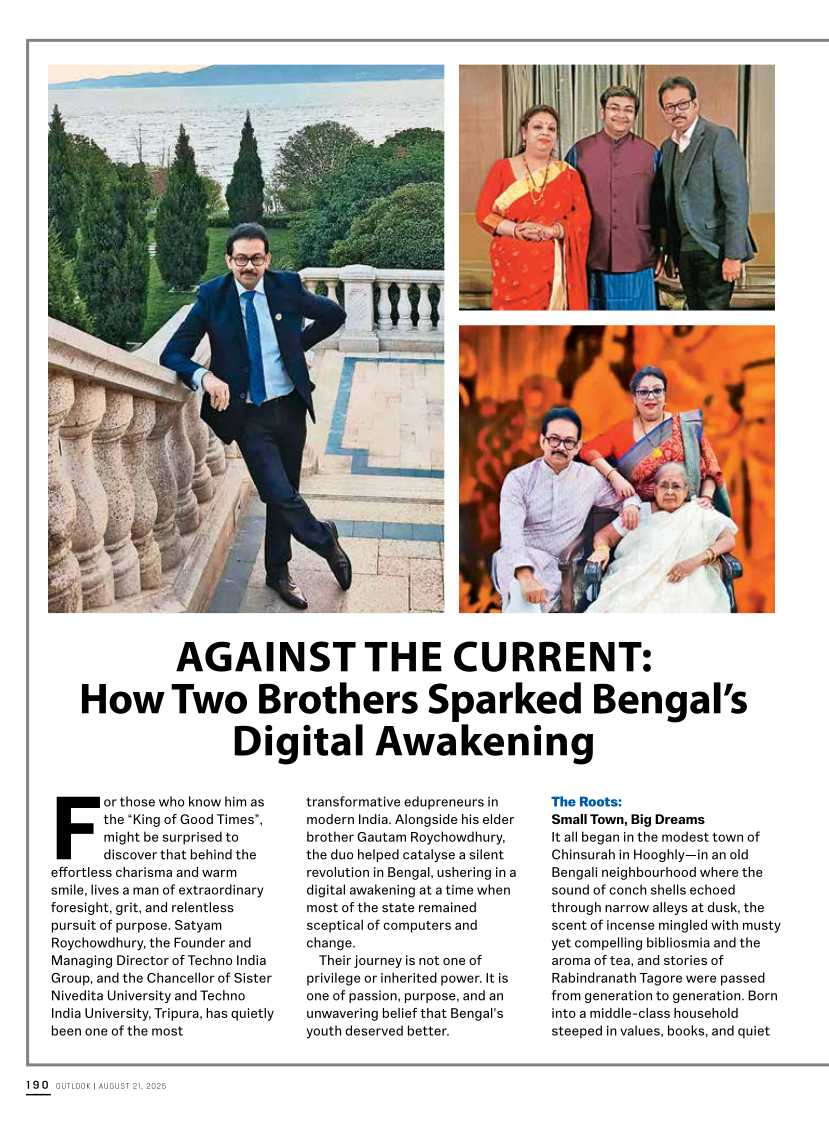 AGAINST THE CURRENT:
How Two Brothers Sparked Bengal’s
Digital Awakening
For those who know him as
the “King of Good Times”,
might be surprised to
discover that behind the
effortless charisma and warm
smile, lives a man of extraordinary
foresight, grit, and relentless
pursuit of purpose. Satyam
Roychowdhury, the Founder and
Managing Director of Techno India
Group, and the Chancellor of Sister
Nivedita University and Techno
India University, Tripura, has quietly
been one of the most
transformative edupreneurs in
modern India. Alongside his elder
brother Gautam Roychowdhury,
the duo helped catalyse a silent
revolution in Bengal, ushering in a
digital awakening at a time when
most of the state remained
sceptical of computers and
change.
Their journey is not one of
privilege or inherited power. It is
one of passion, purpose, and an
unwavering belief that Bengal’s
youth deserved better.
The Roots:
Small Town, Big Dreams
It all began in the modest town of
Chinsurah in Hooghly—in an old
Bengali neighbourhood where the
sound of conch shells echoed
through narrow alleys at dusk, the
scent of incense mingled with musty
yet compelling bibliosmia and the
aroma of tea, and stories of
Rabindranath Tagore were passed
from generation to generation. Born
into a middle-class household
steeped in values, books, and quiet
190 OUTLOOK | AUGUST 21, 2025